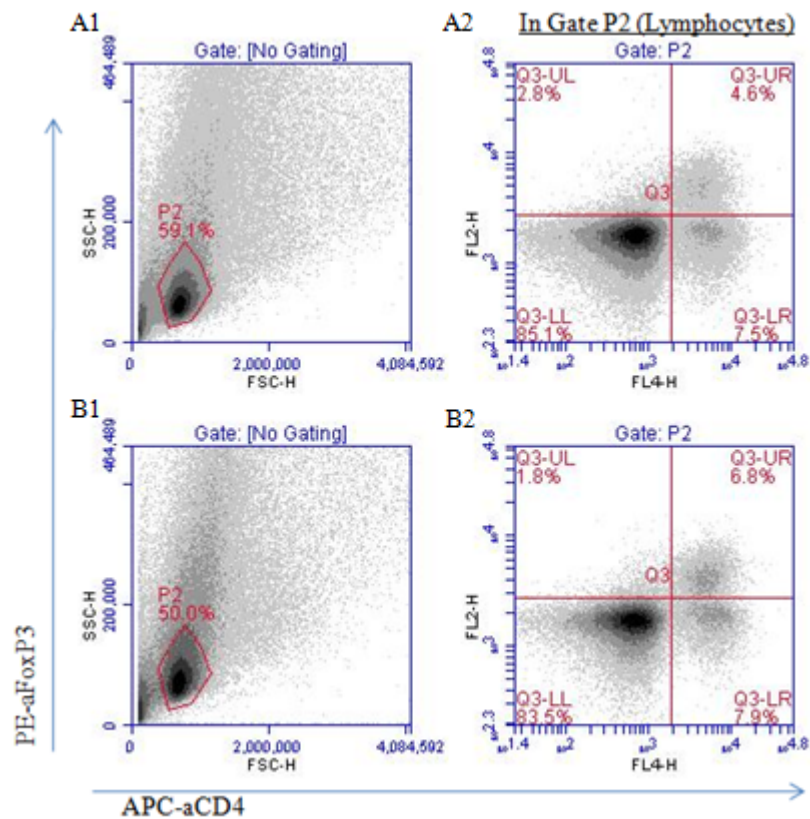 A1
A2
In Gate P2 (Lymphocytes)
Gate: [No Gating]
464,489
200,000
0
SSC-H
P2
59.1%
0
2,000,000
4,084,592
FSC-H
Gate: P2
Q3-UL
2.8%
Q3-UR
4.6%
Q3
Q3-LL
85.1%
Q3-LR
7.5%
FL2-H
FL4-H
B1
B2
Gate: [No Gating]
464,489
200,000
0
SSC-H
P2
50.0%
0
2,000,000
4,084,592
FSC-H
Gate: P2
Q3-UL
1.8%
Q3-UR
6.8%
Q3
Q3-LL
83.5%
Q3-LR
7.9%
FL2-H
FL4-H
PE-aFoxP3
APC-aCD4